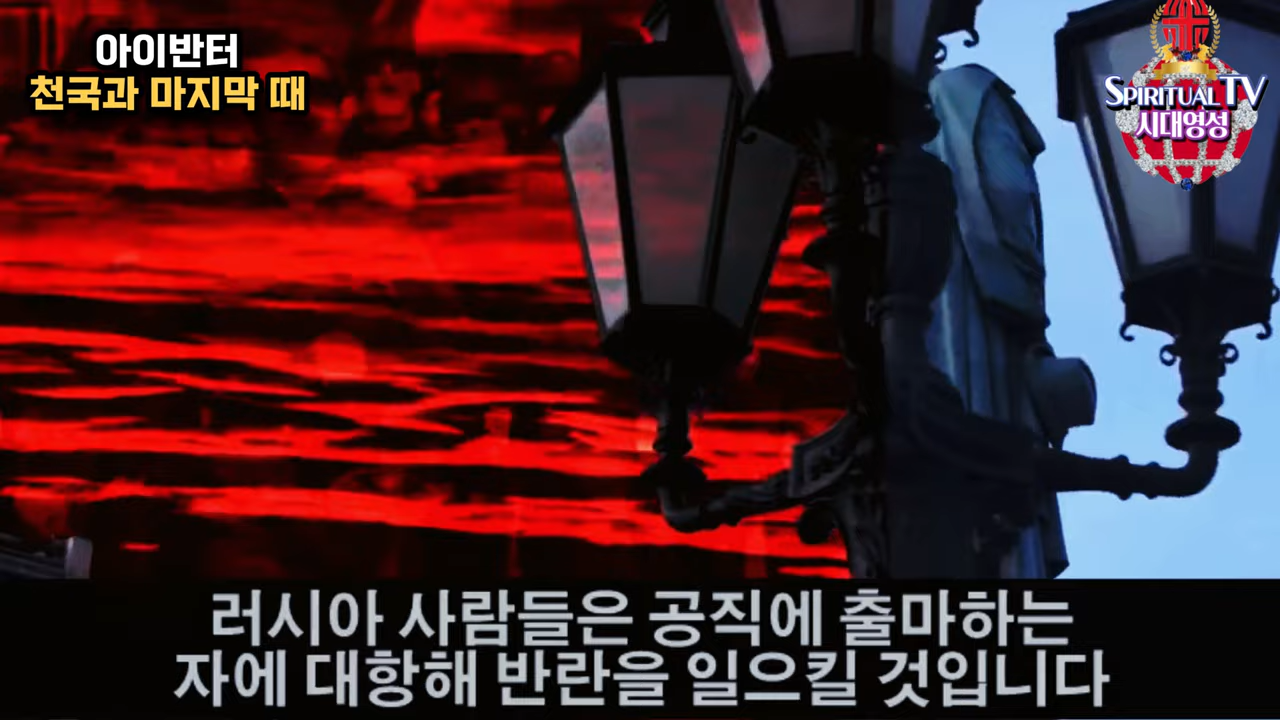 아이반터
천국과 마지막 때
SPIRITUAL TV
시대영성
러시아 사람들은 공직에 출마하는
자에 대항해 반란을 일으킬 것입니다